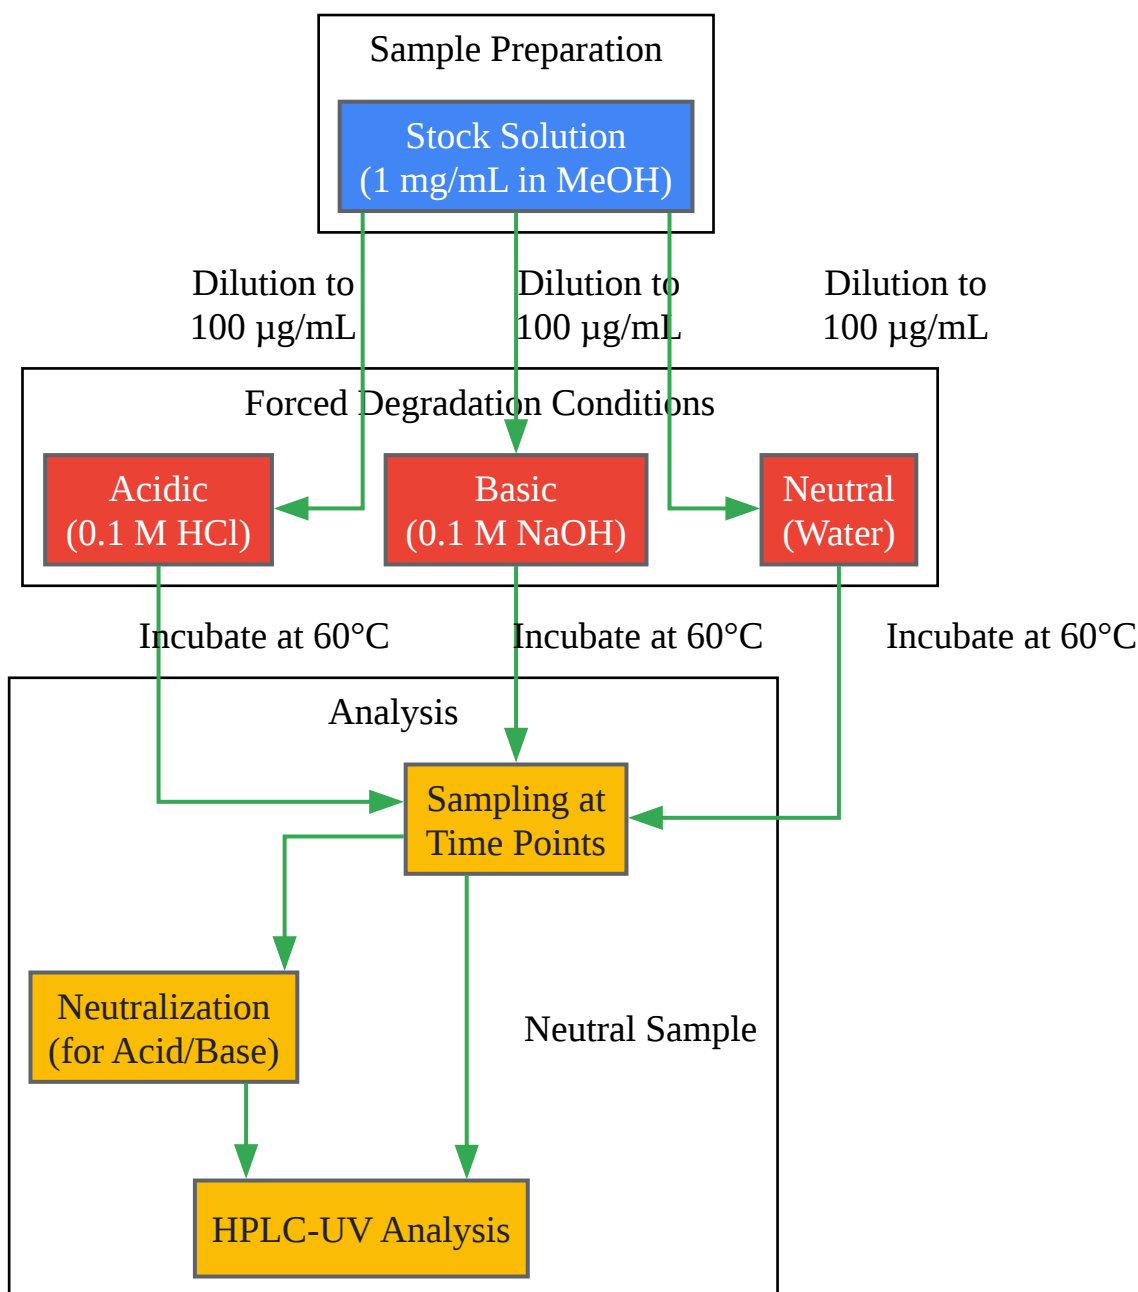 Sample Preparation
Stock Solution
(1 mg/mL in MeOH)
Dilution to
100 µg/mL
Dilution to
100 µg/mL
Dilution to
100 µg/mL
Forced Degradation Conditions
Acidic
(0.1 M HCl)
Basic
(0.1 M NaOH)
Neutral
(Water)
Incubate at 60°C
Incubate at 60°C
Incubate at 60°C
Analysis
Sampling at
Time Points
Neutralization
(for Acid/Base)
Neutral Sample
HPLC-UV Analysis